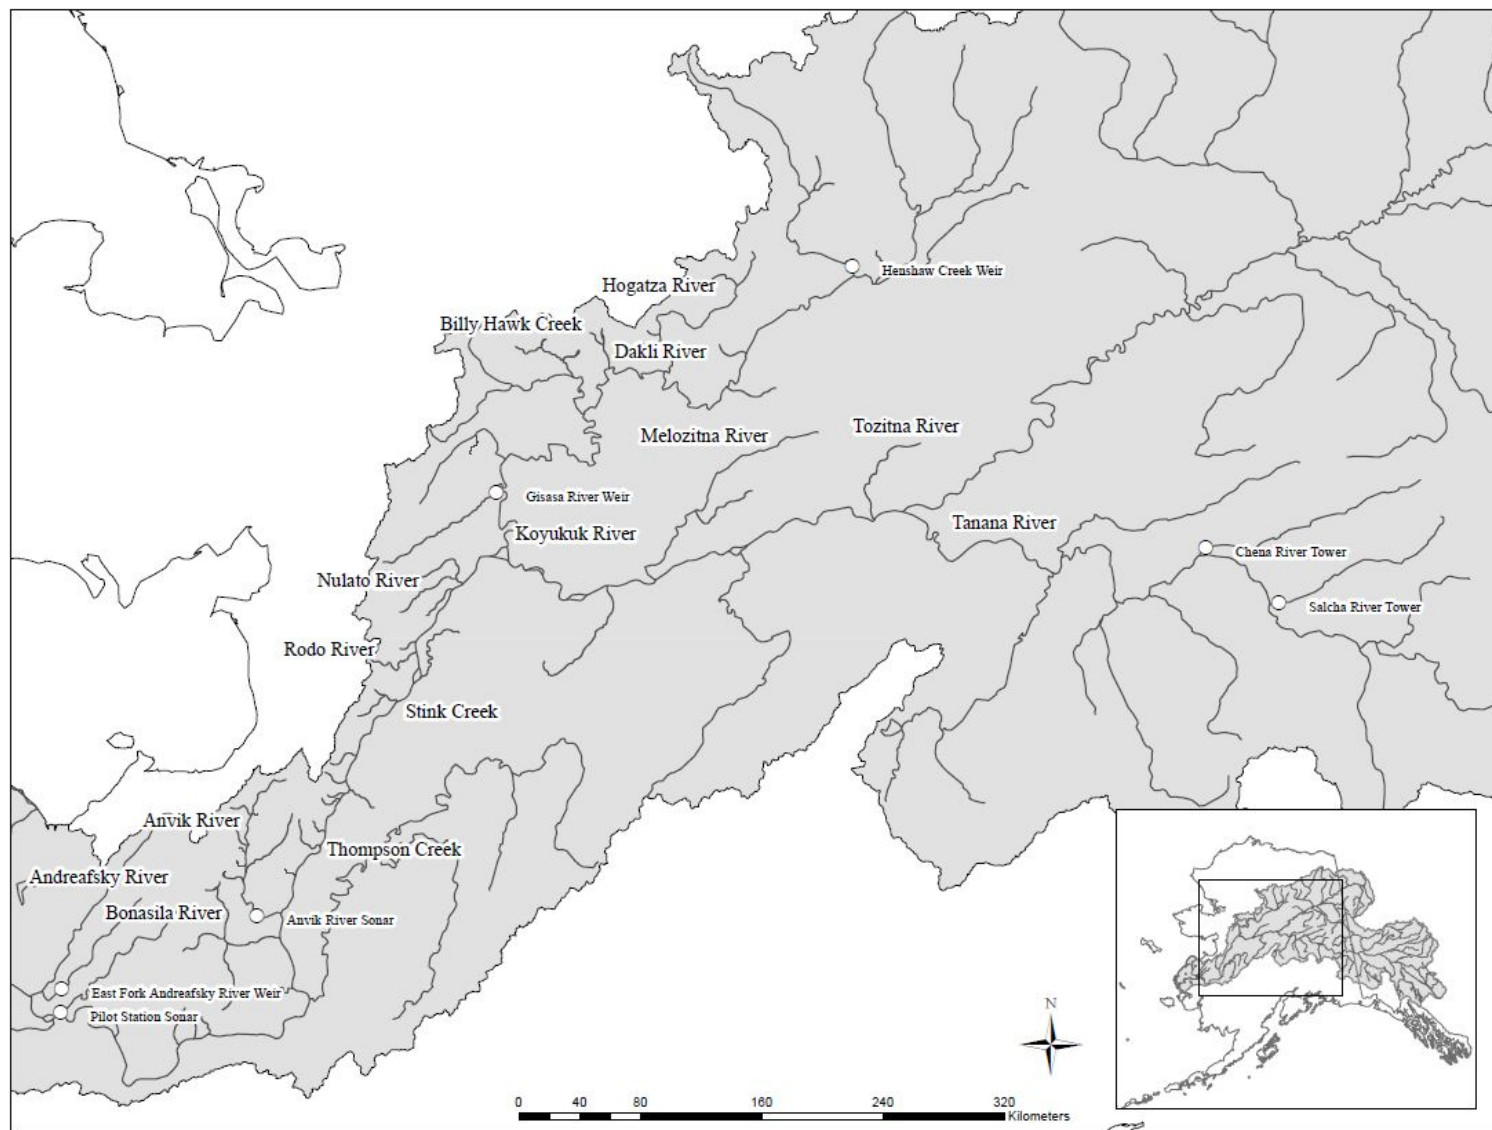 Henshaw Creek Weir
Hogatza River
Billy Hawk Creek
Dakli River
Tozitna River
Melozitna River
Gisasa River Weir
Tanana River
Koyukuk River
Chena River Tower
Nulato River
Salcha River Tower
Rodo River
Stink Creek
Anvik River
Thompson Creek
Andreafsky River
Bonasila River
Anvik River Sonar
East Fork Andreafsky River Weir
Pilot Station Sonar
N
0 40 80 160 240 320
Kilometers